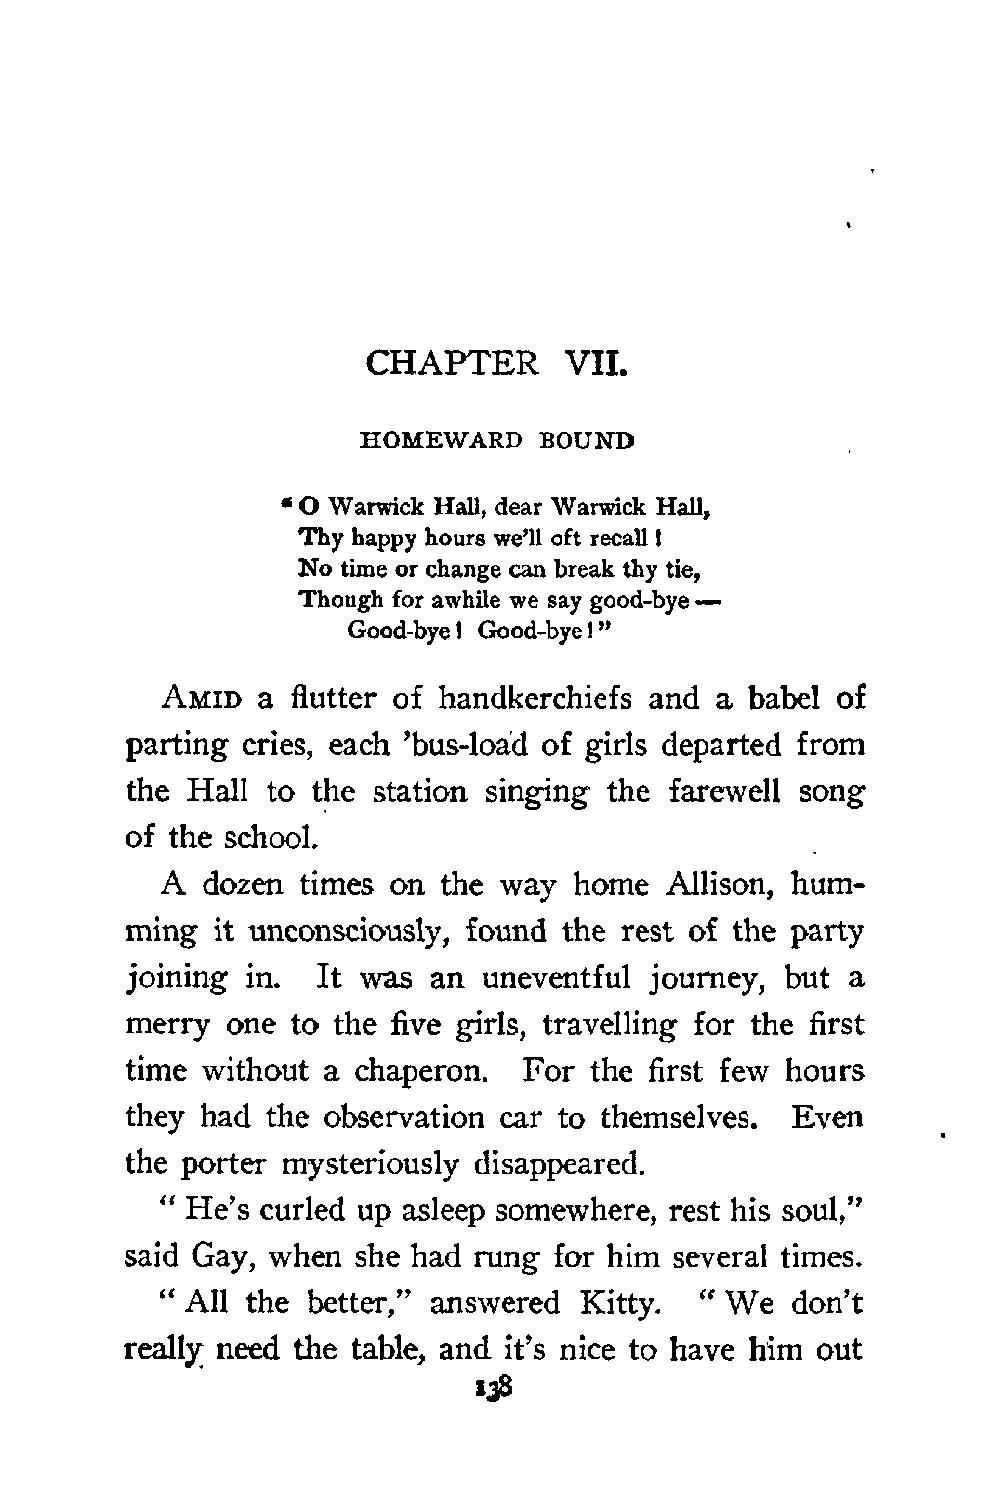 CHAPTER VII.
HOMEWARD BOUND
"O Warwick Hall, dear Warwick Hall,
Thy happy hours we'll oft recall!
No time or change can break thy tie,
Though for awhile we say good-bye —
Good-bye! Good-bye!"
AMID a flutter of handkerchiefs and a babel of
parting cries, each 'bus-load of girls departed from
the Hall to the station singing the farewell song
of the school.
A dozen times on the way home Allison, hum-
ming it unconsciously, found the rest of the party
joining in. It was an uneventful journey, but a
merry one to the five girls, travelling for the first
time without a chaperon. For the first few hours
they had the observation car to themselves. Even
the porter mysteriously disappeared.
"He's curled up asleep somewhere, rest his soul,"
said Gay, when she had rung for him several times.
"All the better," answered Kitty. "We don't
really need the table, and it's nice to have him out
138